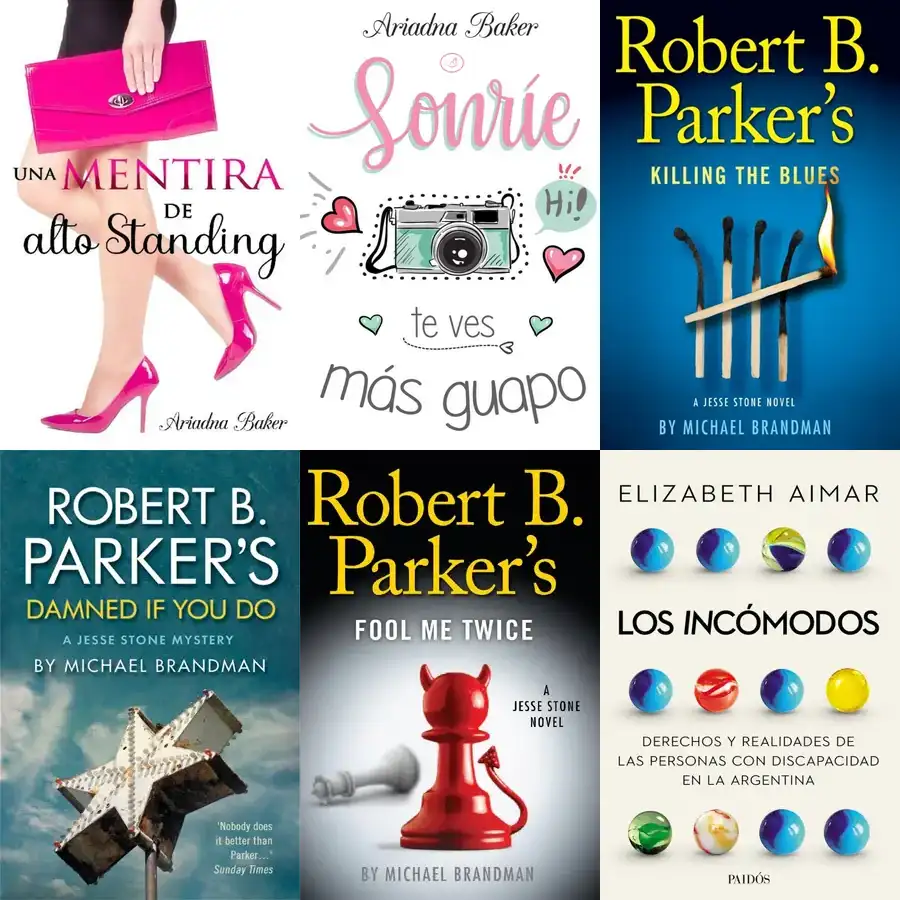 UNA MENTIRA
DE
alto Standing
Ariadna Baker
Ariadna Baker
Sonríe
Hi!
te ves
más guapo
Robert B.
Parker's
KILLING THE BLUES
A JESSE STONE NOVEL
BY MICHAEL BRANDMAN
ROBERT B.
PARKER'S
DAMNED IF YOU DO
A JESSE STONE MYSTERY
BY MICHAEL BRANDMAN
'Nobody does
it better than
Parker...'
Sunday Times
Robert B.
Parker's
FOOL ME TWICE
A
JESSE STONE
NOVEL
BY MICHAEL BRANDMAN
ELIZABETH AIMAR
LOS INCÓMODOS
DERECHOS Y REALIDADES DE
LAS PERSONAS CON DISCAPACIDAD
EN LA ARGENTINA
PAIDÓS